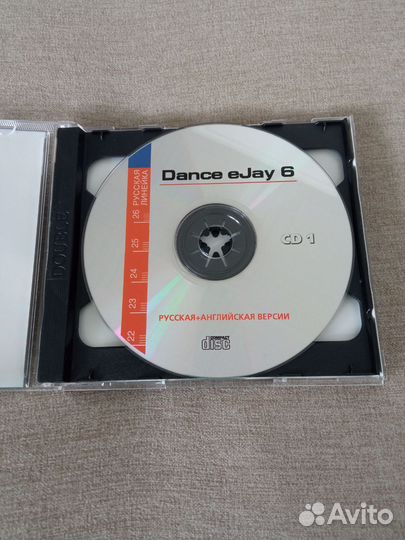 Dance eJay 6
CD 1
РУССКАЯ+АНГЛИЙСКАЯ ВЕРСИИ
COMPACT
disc
РУССКАЯ
ЛИНЕЙКА
26
25
24
23
22
DOUBLE
Avito